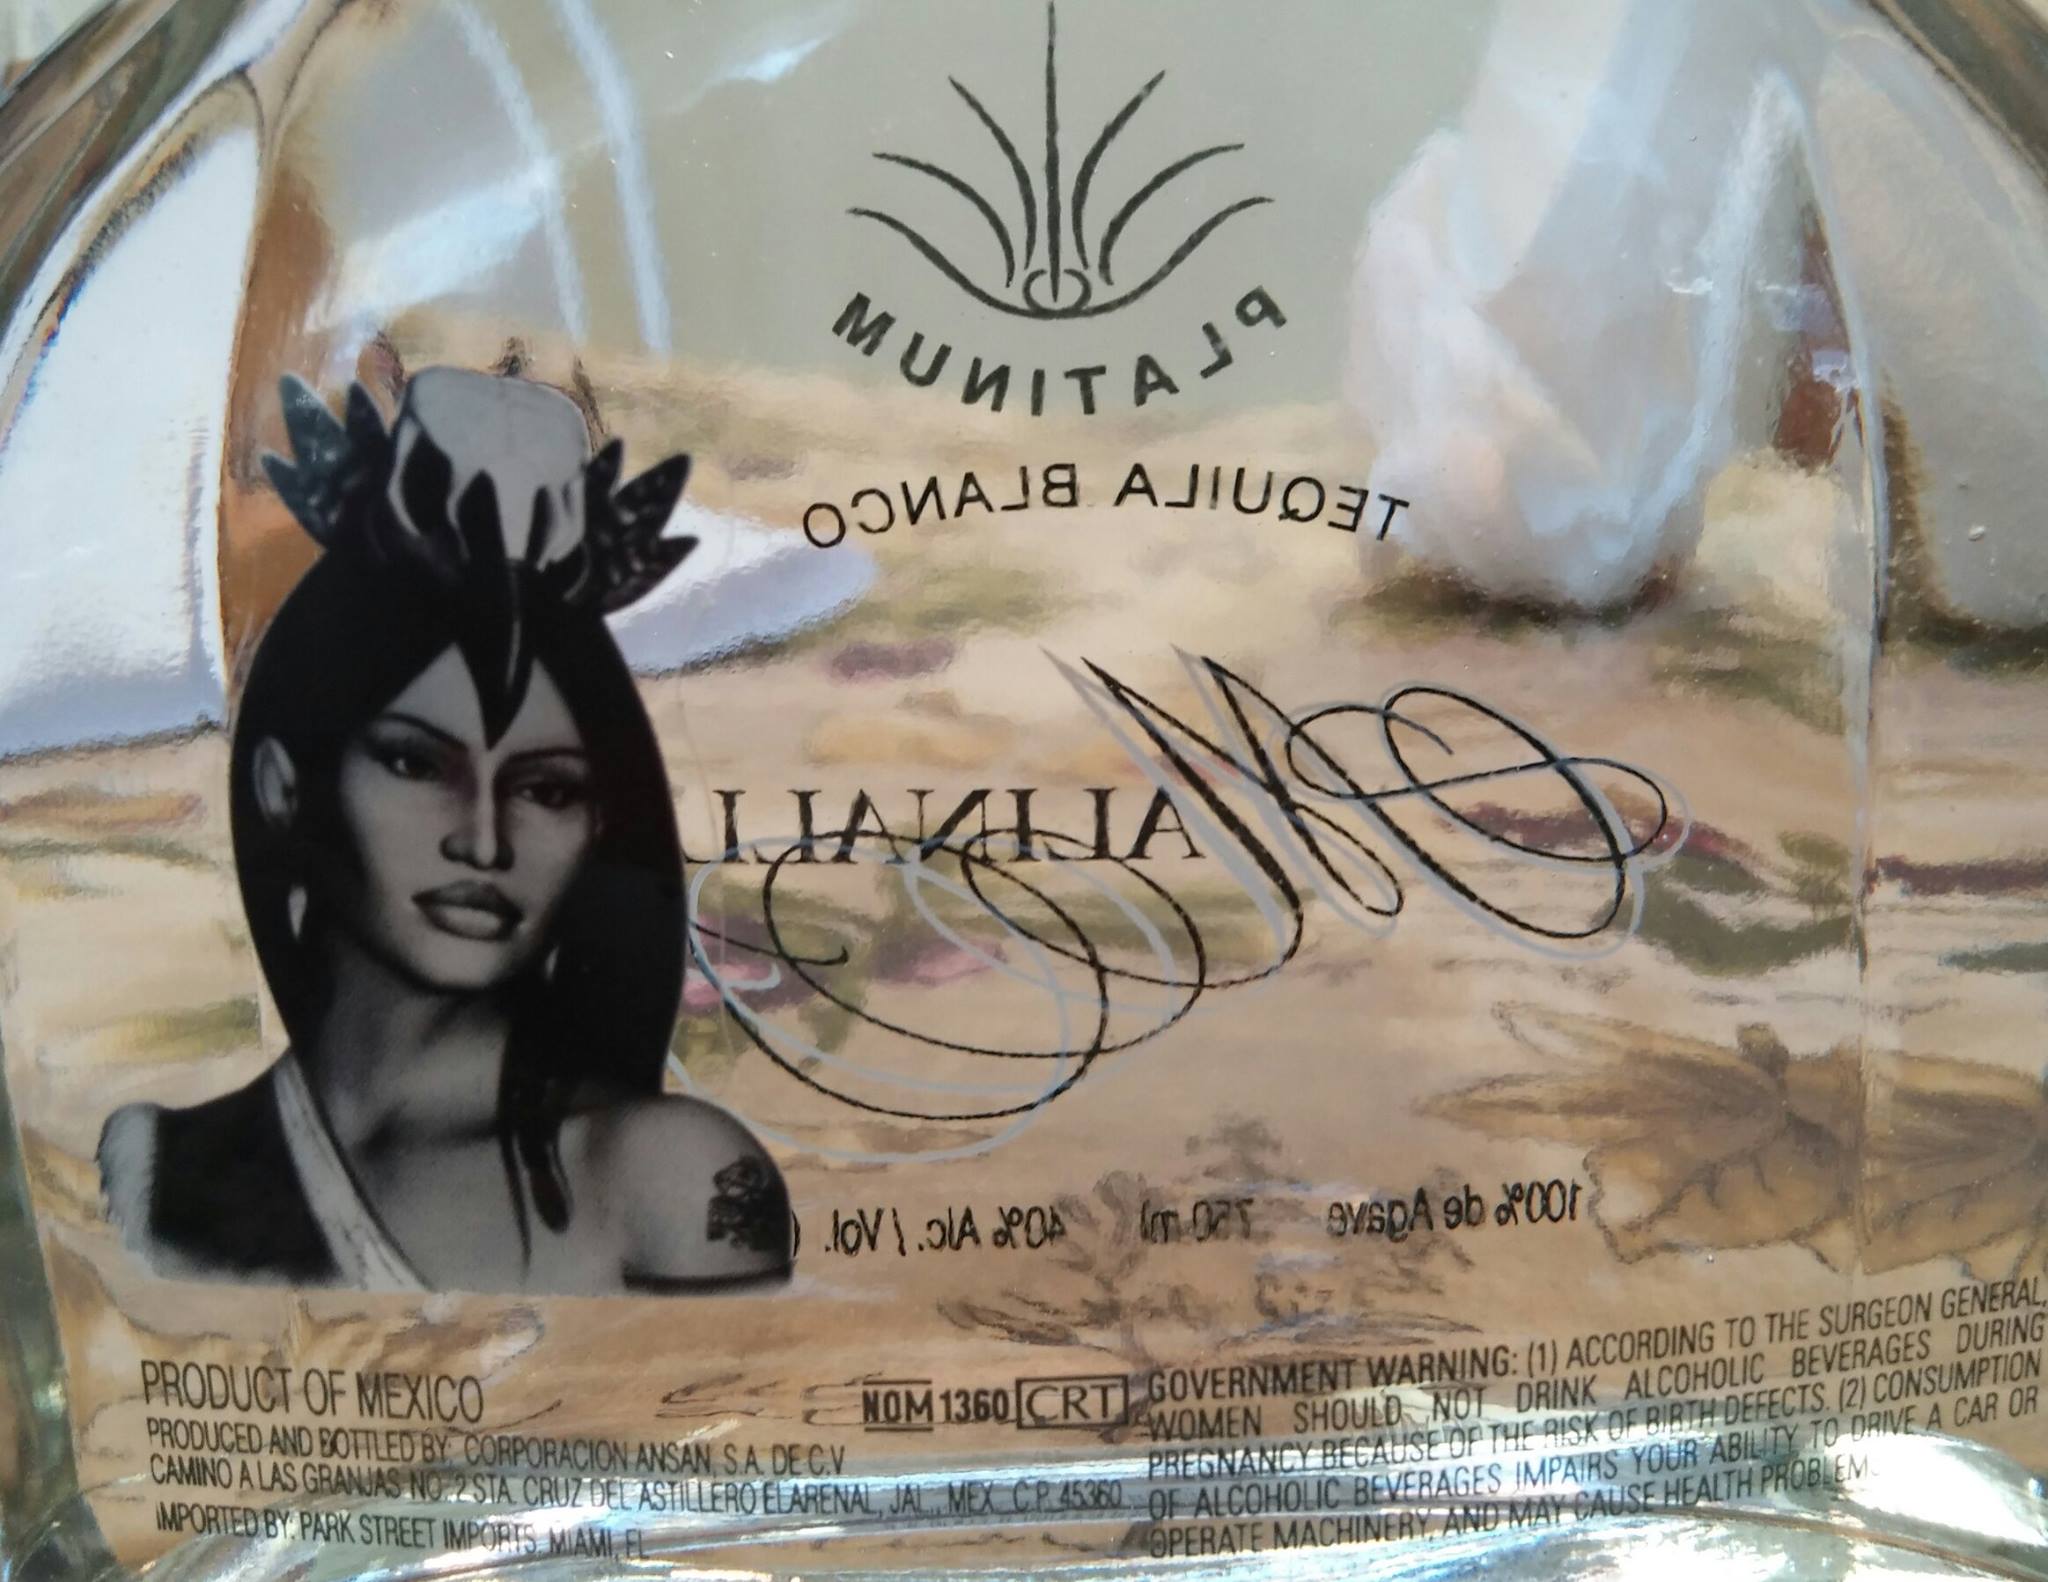 PLATINUM
TEQUILA BLANCO
MALINALLI
100% de Agave 750 ml 40% Alc. / Vol. (
PRODUCT OF MEXICO
PRODUCED AND BOTTLED BY: CORPORACION ANSAN, S.A. DE C.V
CAMINO A LAS GRANJAS NO. 2 STA. CRUZ DEL ASTILLERO EL ARENAL, JAL., MEX. C.P. 45360
IMPORTED BY: PARK STREET IMPORTS, MIAMI, FL
NOM 1360 CRT
GOVERNMENT WARNING: (1) ACCORDING TO THE SURGEON GENERAL,
WOMEN SHOULD NOT DRINK ALCOHOLIC BEVERAGES DURING
PREGNANCY BECAUSE OF THE RISK OF BIRTH DEFECTS. (2) CONSUMPTION
OF ALCOHOLIC BEVERAGES IMPAIRS YOUR ABILITY TO DRIVE A CAR OR
OPERATE MACHINERY, AND MAY CAUSE HEALTH PROBLEM